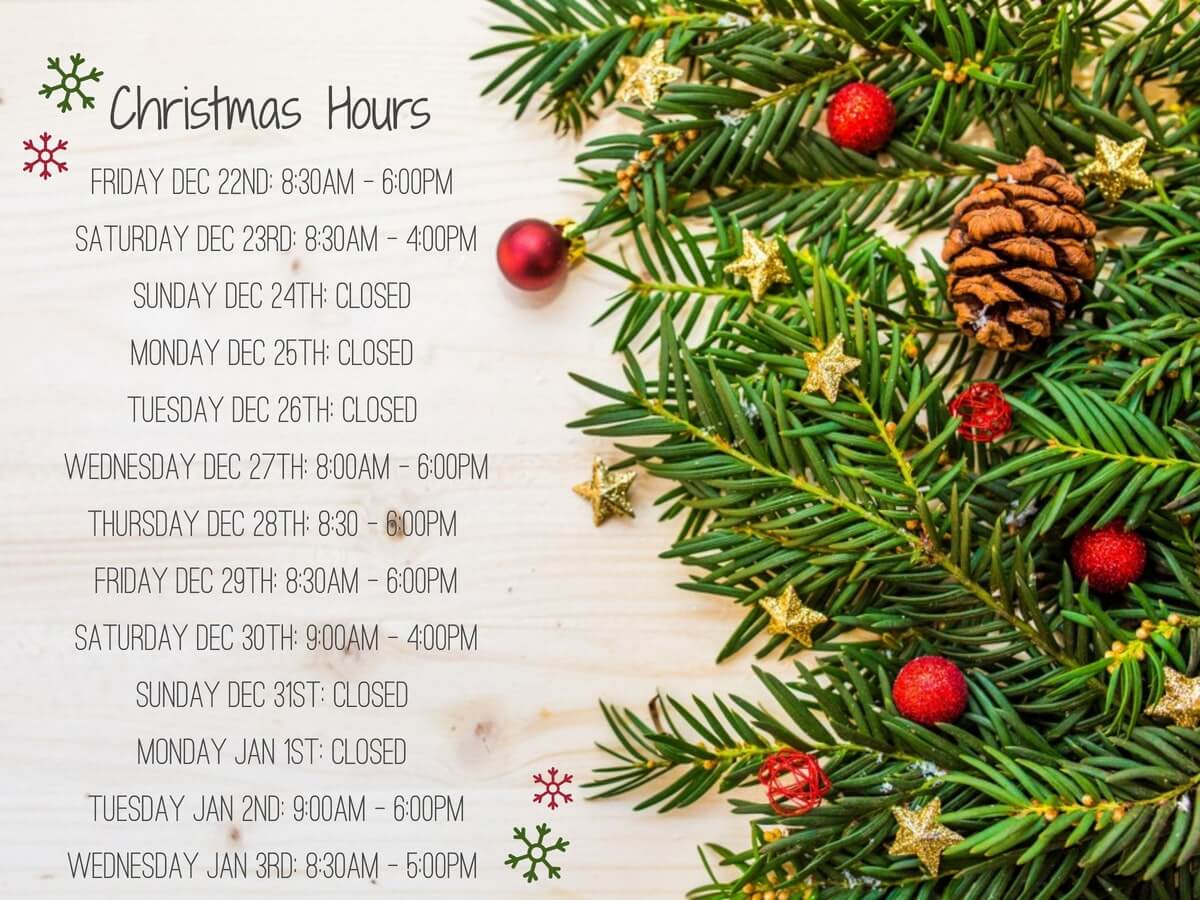 Christmas Hours
FRIDAY DEC 22ND: 8:30AM - 6:00PM
SATURDAY DEC 23RD: 8:30AM - 4:00PM
SUNDAY DEC 24TH: CLOSED
MONDAY DEC 25TH: CLOSED
TUESDAY DEC 26TH: CLOSED
WEDNESDAY DEC 27TH: 8:00AM - 6:00PM
THURSDAY DEC 28TH: 8:30 - 6:00PM
FRIDAY DEC 29TH: 8:30AM - 6:00PM
SATURDAY DEC 30TH: 9:00AM - 4:00PM
SUNDAY DEC 31ST: CLOSED
MONDAY JAN 1ST: CLOSED
TUESDAY JAN 2ND: 9:00AM - 6:00PM
WEDNESDAY JAN 3RD: 8:30AM - 5:00PM